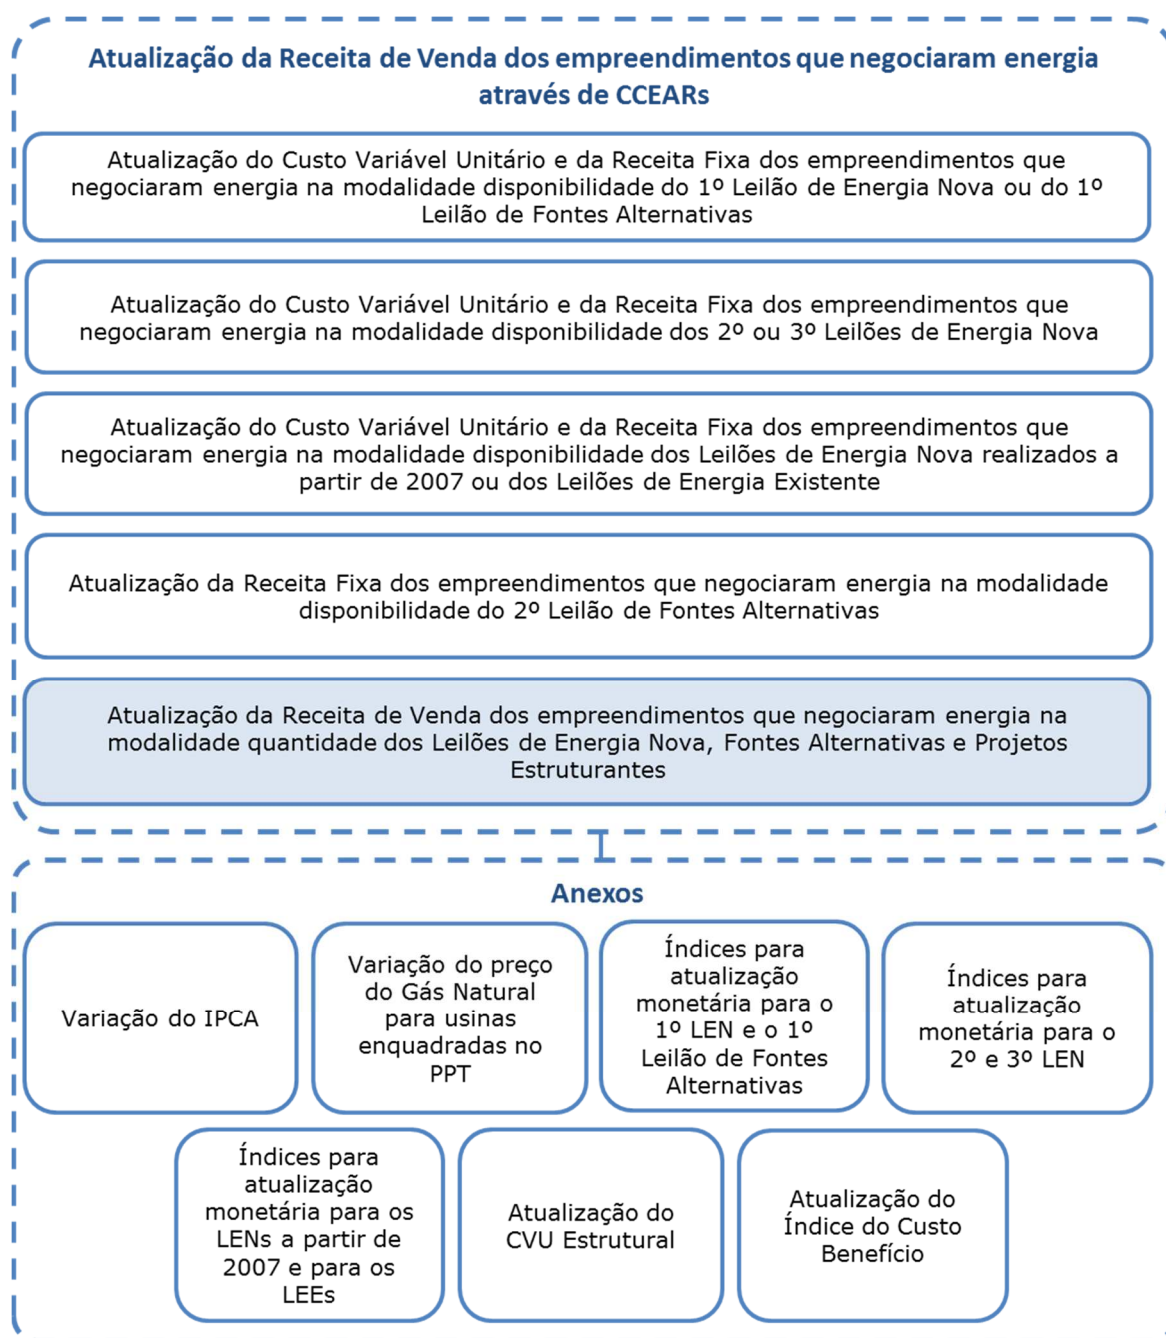 Atualização da Receita de Venda dos empreendimentos que negociaram energia
através de CCEARs
Atualização do Custo Variável Unitário e da Receita Fixa dos empreendimentos que
negociaram energia na modalidade disponibilidade do 1º Leilão de Energia Nova ou do 1º
Leilão de Fontes Alternativas
Atualização do Custo Variável Unitário e da Receita Fixa dos empreendimentos que
negociaram energia na modalidade disponibilidade dos 2º ou 3º Leilões de Energia Nova
Atualização do Custo Variável Unitário e da Receita Fixa dos empreendimentos que
negociaram energia na modalidade disponibilidade dos Leilões de Energia Nova realizados a
partir de 2007 ou dos Leilões de Energia Existente
Atualização da Receita Fixa dos empreendimentos que negociaram energia na modalidade
disponibilidade do 2º Leilão de Fontes Alternativas
Atualização da Receita de Venda dos empreendimentos que negociaram energia na
modalidade quantidade dos Leilões de Energia Nova, Fontes Alternativas e Projetos
Estruturantes
Anexos
Variação do IPCA
Variação do preço
do Gás Natural
para usinas
enquadradas no
PPT
Índices para
atualização
monetária para o
1º LEN e o 1º
Leilão de Fontes
Alternativas
Índices para
atualização
monetária para o
2º e 3º LEN
Índices para
atualização
monetária para os
LENs a partir de
2007 e para os
LEEs
Atualização do
CVU Estrutural
Atualização do
Índice do Custo
Benefício